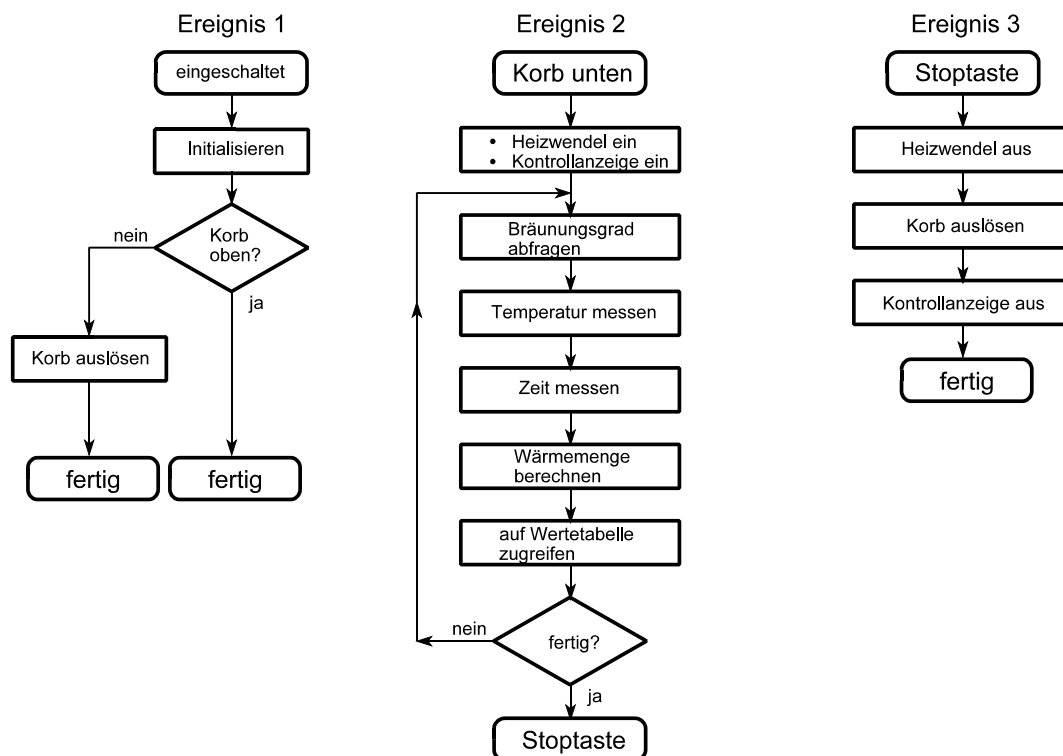 Ereignis 1
eingeschaltet
Initialisieren
Korb
oben?
nein
ja
Korb auslösen
fertig
fertig
Ereignis 2
Korb unten
• Heizwendel ein
• Kontrollanzeige ein
Bräunungsgrad
abfragen
Temperatur messen
Zeit messen
Wärmemenge
berechnen
auf Wertetabelle
zugreifen
fertig?
nein
ja
Stoptaste
Ereignis 3
Stoptaste
Heizwendel aus
Korb auslösen
Kontrollanzeige aus
fertig